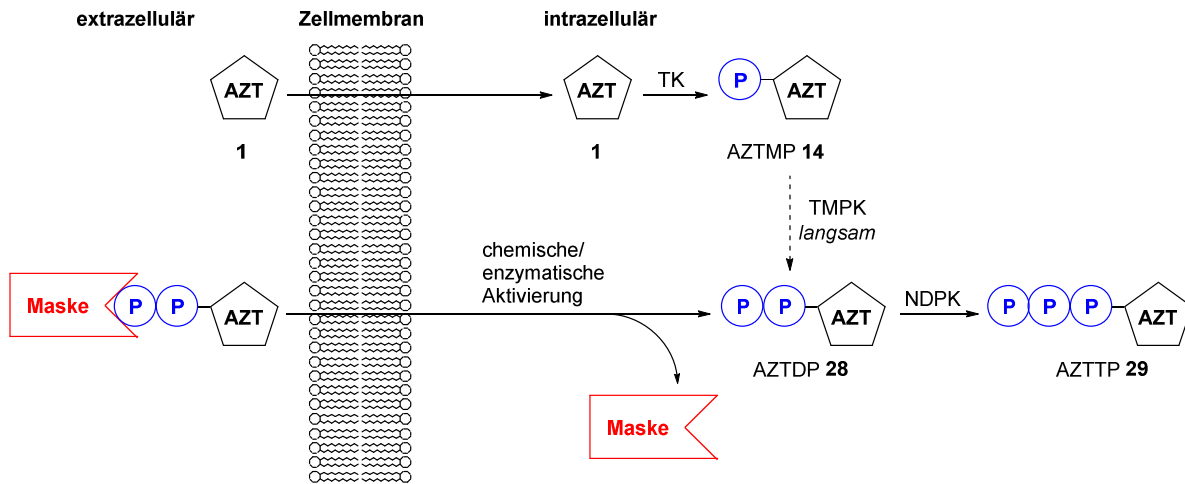 extrazellulär
Zellmembran
intrazellulär
AZT
1
AZT
1
TK
P
AZT
AZTMP 14
TMPK
langsam
chemische/
enzymatische
Aktivierung
Maske
P P
AZT
P P
AZT
AZTDP 28
NDPK
P P P
AZT
AZTTP 29
Maske